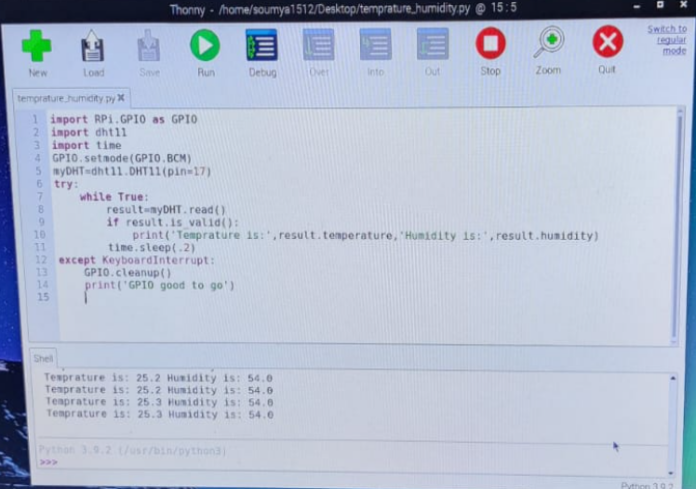 Thonny - /home/soumya1512/Desktop/temprature_humidity.py @ 15:5
New Load Save Run Debug Over Into Out Stop Zoom Quit
Switch to
regular
mode
temprature_humidity.py
1 import RPi.GPIO as GPIO
2 import dht11
3 import time
4 GPIO.setmode(GPIO.BCM)
5 myDHT=dht11.DHT11(pin=17)
6 try:
7 while True:
8 result=myDHT.read()
9 if result.is_valid():
10 print('Temprature is:',result.temperature,'Humidity is:',result.humidity)
11 time.sleep(.2)
12 except KeyboardInterrupt:
13 GPIO.cleanup()
14 print('GPIO good to go')
15
Shell
Temprature is: 25.2 Humidity is: 54.0
Temprature is: 25.2 Humidity is: 54.0
Temprature is: 25.3 Humidity is: 54.0
Temprature is: 25.3 Humidity is: 54.0
Python 3.9.2 (/usr/bin/python3)
>>>
Python 3.9.2